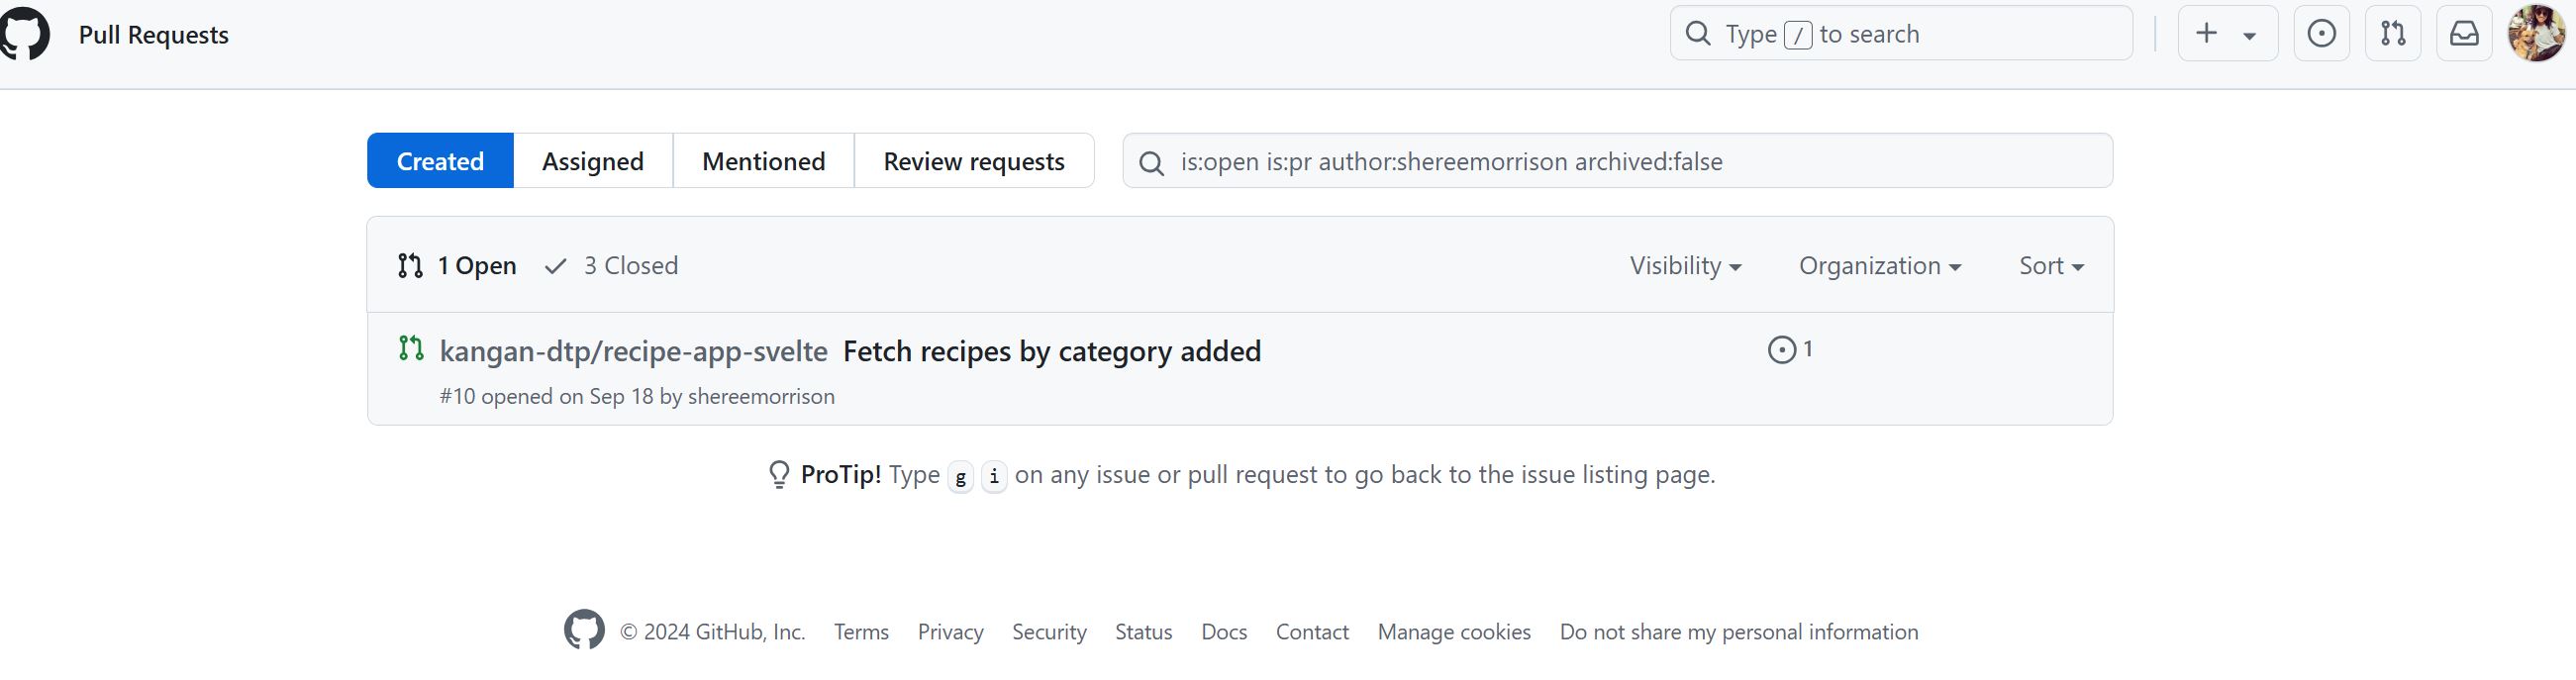 Pull Requests
Type / to search
Created Assigned Mentioned Review requests
is:open is:pr author:shereemorrison archived:false
1 Open 3 Closed Visibility Organization Sort
kangan-dtp/recipe-app-svelte Fetch recipes by category added 1
#10 opened on Sep 18 by shereemorrison
ProTip! Type g i on any issue or pull request to go back to the issue listing page.
© 2024 GitHub, Inc. Terms Privacy Security Status Docs Contact Manage cookies Do not share my personal information